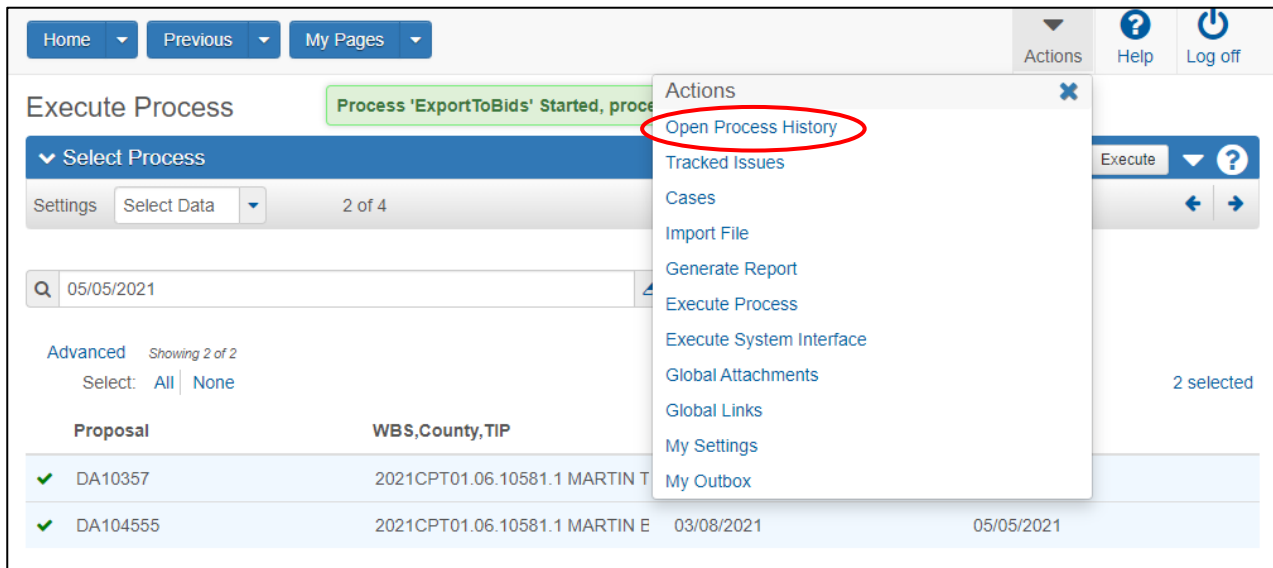 Home Previous My Pages Actions Help Log off
Execute Process Process 'ExportToBids' Started, proce
Actions
Open Process History
Select Process Execute
Tracked Issues
Settings Select Data 2 of 4
Cases
Import File
Generate Report
05/05/2021
Execute Process
Execute System Interface
Advanced Showing 2 of 2
Global Attachments
Select: All None 2 selected
Global Links
Proposal WBS,County,TIP
My Settings
DA10357 2021CPT01.06.10581.1 MARTIN T
My Outbox
DA104555 2021CPT01.06.10581.1 MARTIN E 03/08/2021 05/05/2021